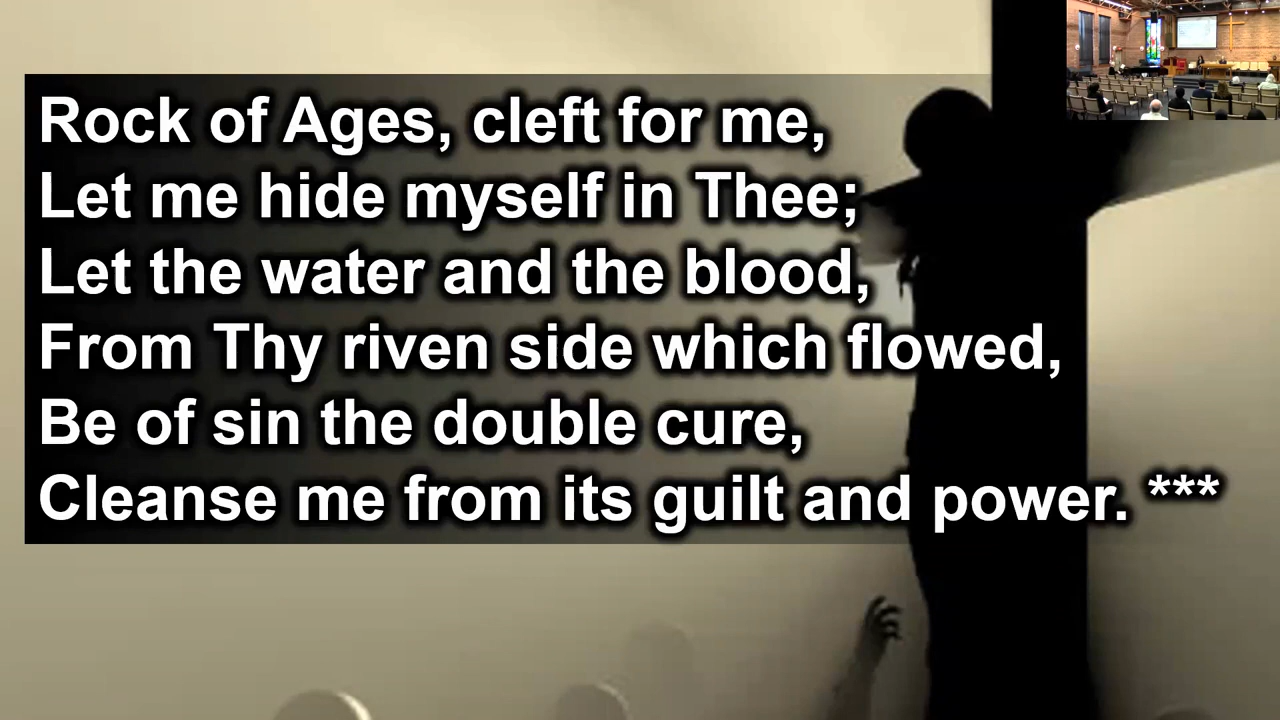 Rock of Ages, cleft for me,
Let me hide myself in Thee;
Let the water and the blood,
From Thy riven side which flowed,
Be of sin the double cure,
Cleanse me from its guilt and power. ***